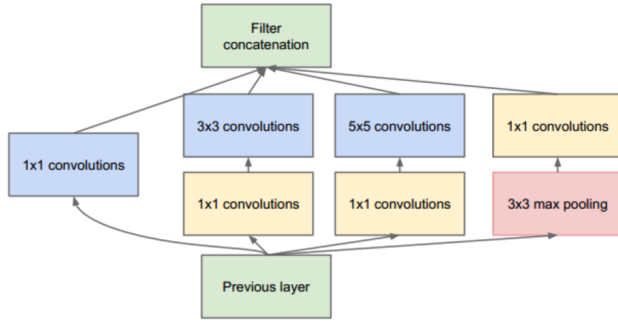 Filter
concatenation
3x3 convolutions
5x5 convolutions
1x1 convolutions
1x1 convolutions
1x1 convolutions
1x1 convolutions
3x3 max pooling
Previous layer